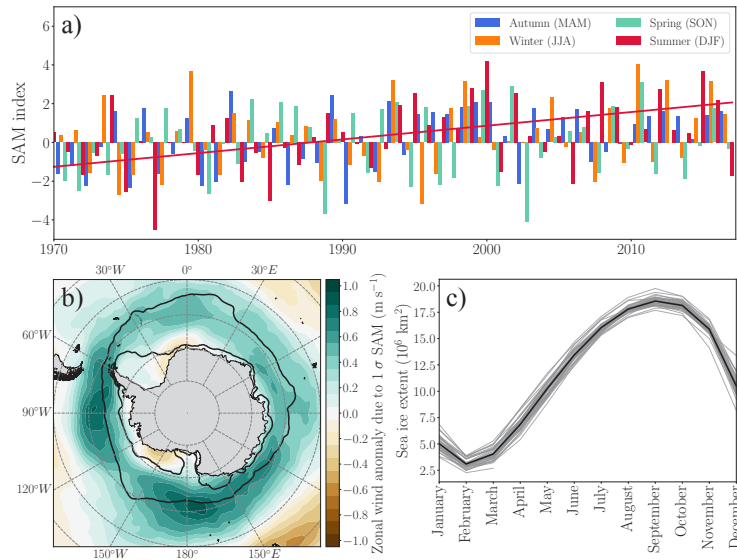 a)
Autumn (MAM)
Winter (JJA)
Spring (SON)
Summer (DJF)
SAM index
6
4
2
0
−2
−4
1970
1980
1990
2000
2010
b)
30°W
0°
30°E
60°W
90°W
120°W
150°W
180°
150°E
1.0
0.8
0.6
0.4
0.2
0.0
−0.2
−0.4
−0.6
−0.8
−1.0
Zonal wind anomaly due to 1 σ SAM (m s⁻¹)
c)
Sea ice extent (10⁶ km²)
20.0
17.5
15.0
12.5
10.0
7.5
5.0
2.5
January
February
March
April
May
June
July
August
September
October
November
December